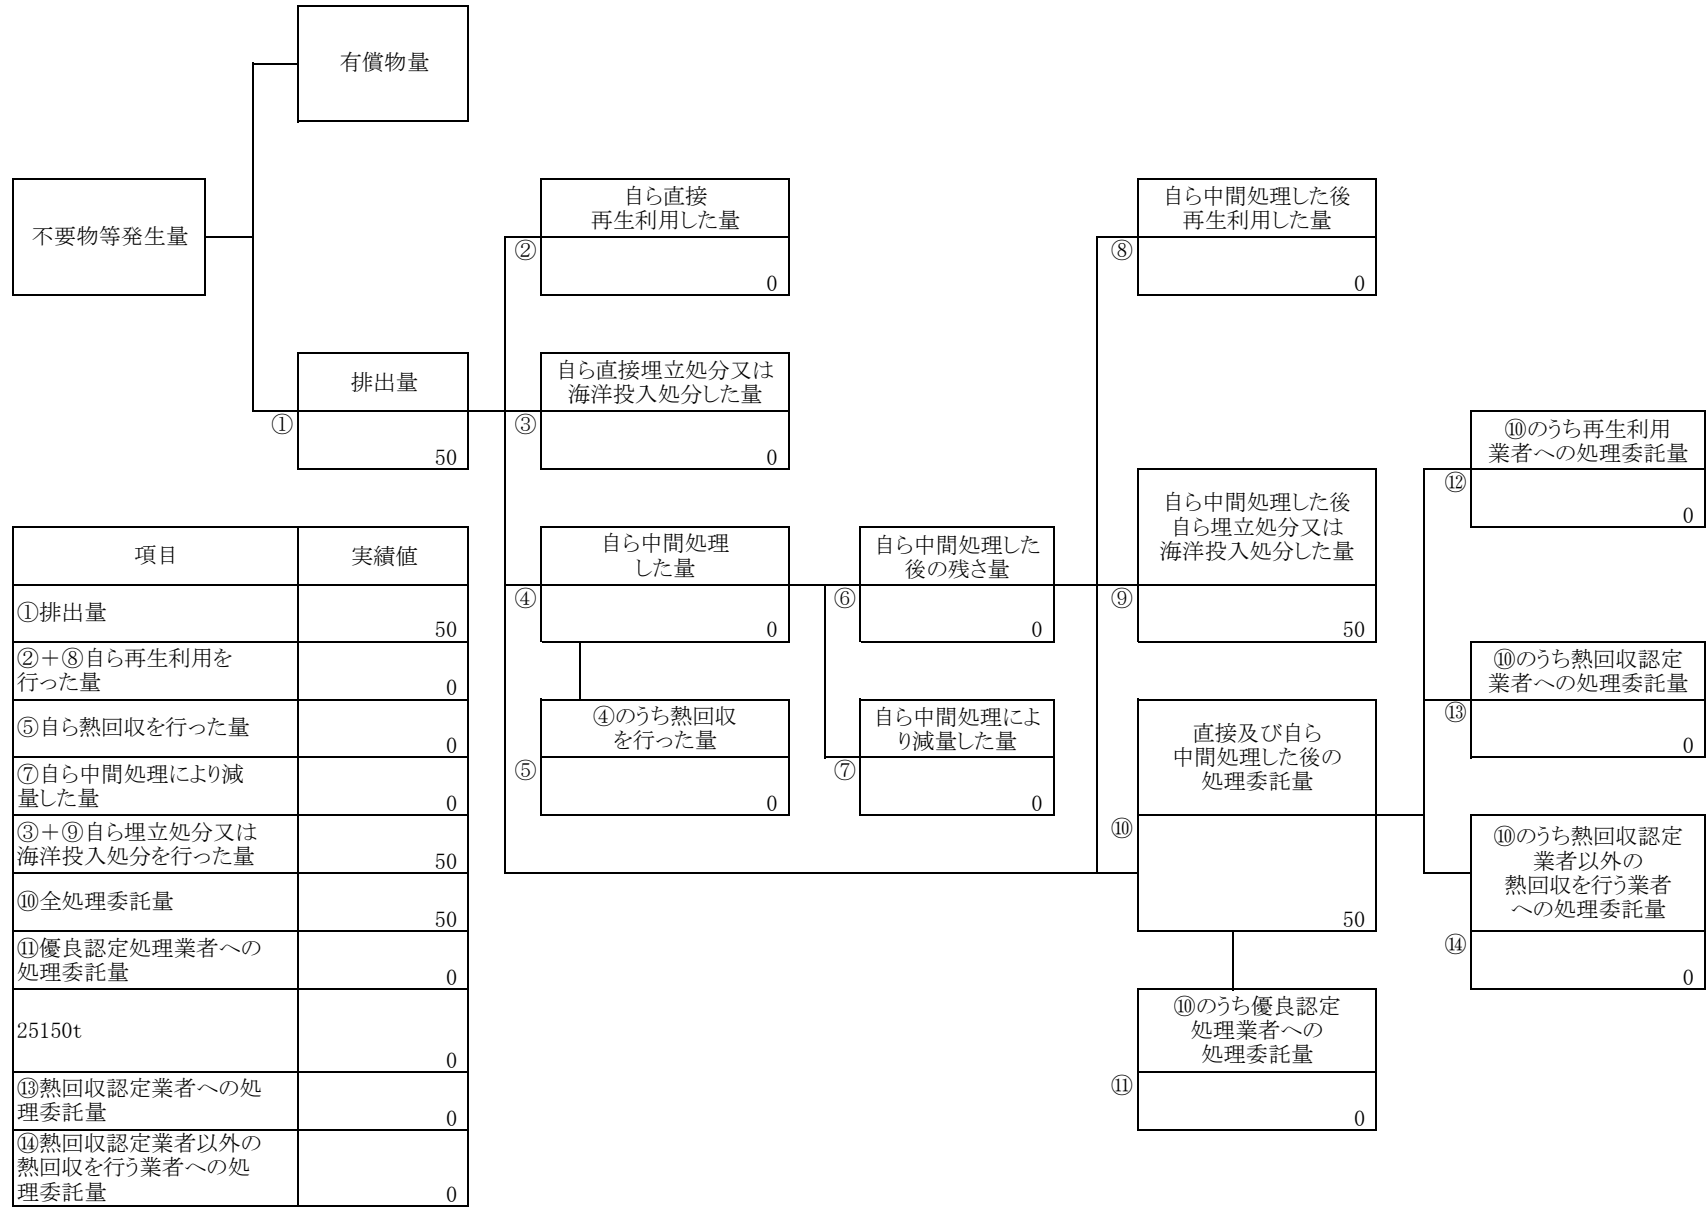 有償物量
不要物等発生量
排出量
①
50
自ら直接
再生利用した量
②
0
自ら直接埋立処分又は
海洋投入処分した量
③
0
自ら中間処理
した量
④
0
④のうち熱回収
を行った量
⑤
0
自ら中間処理した
後の残さ量
⑥
0
自ら中間処理によ
り減量した量
⑦
0
自ら中間処理した後
再生利用した量
⑧
0
自ら中間処理した後
自ら埋立処分又は
海洋投入処分した量
⑨
50
直接及び自ら
中間処理した後の
処理委託量
⑩
50
⑩のうち優良認定
処理業者への
処理委託量
⑪
0
⑩のうち再生利用
業者への処理委託量
⑫
0
⑩のうち熱回収認定
業者への処理委託量
⑬
0
⑩のうち熱回収認定
業者以外の
熱回収を行う業者
への処理委託量
⑭
0
項目 実績値
①排出量
50
②＋⑧自ら再生利用を
行った量
0
⑤自ら熱回収を行った量
0
⑦自ら中間処理により減
量した量
0
③＋⑨自ら埋立処分又は
海洋投入処分を行った量
50
⑩全処理委託量
50
⑪優良認定処理業者への
処理委託量
0
25150t
0
⑬熱回収認定業者への処
理委託量
0
⑭熱回収認定業者以外の
熱回収を行う業者への処
理委託量
0